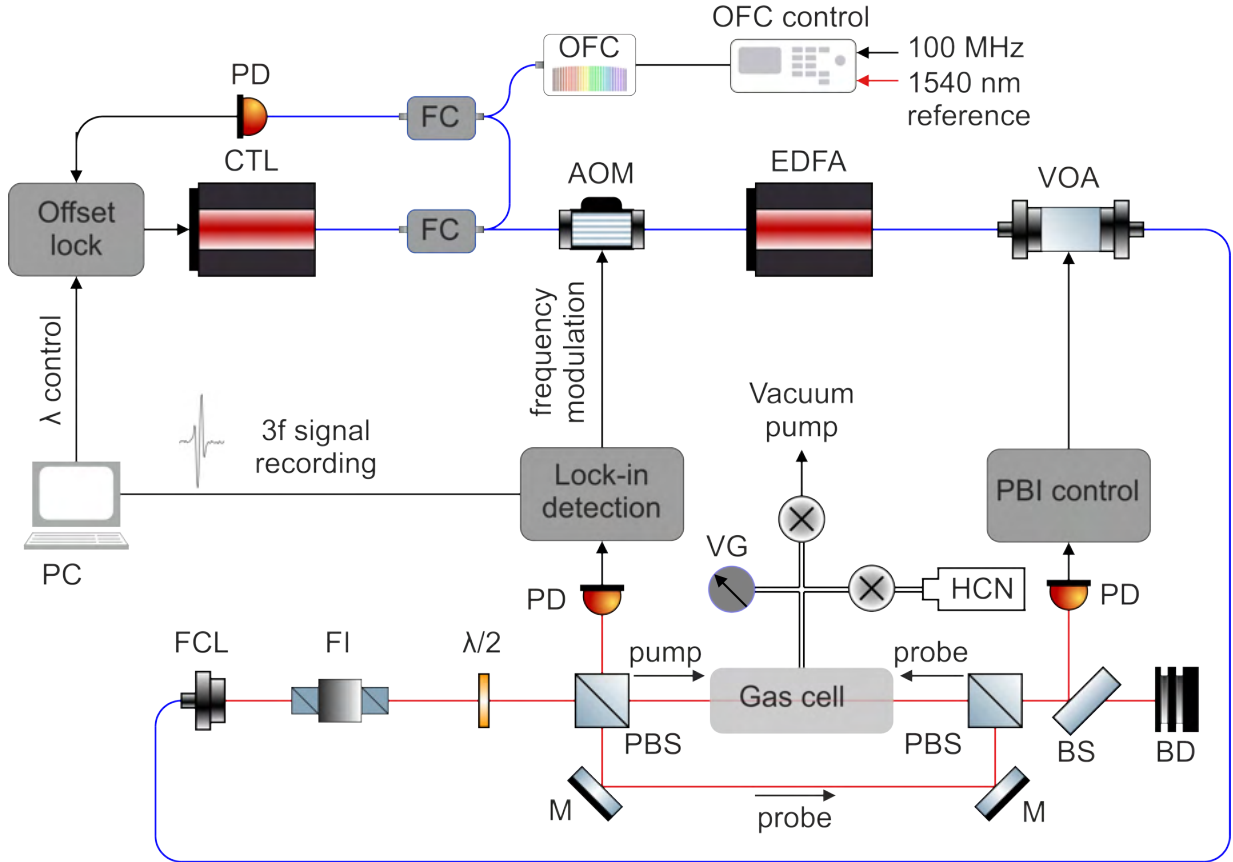 OFC control
OFC
100 MHz
1540 nm
reference
PD
FC
CTL
AOM
EDFA
VOA
Offset
lock
FC
λ control
frequency
modulation
Vacuum
pump
3f signal
recording
Lock-in
detection
PBI control
PC
VG
HCN
PD
PD
FCL
FI
λ/2
pump
probe
Gas cell
PBS
PBS
BS
BD
M
probe
M